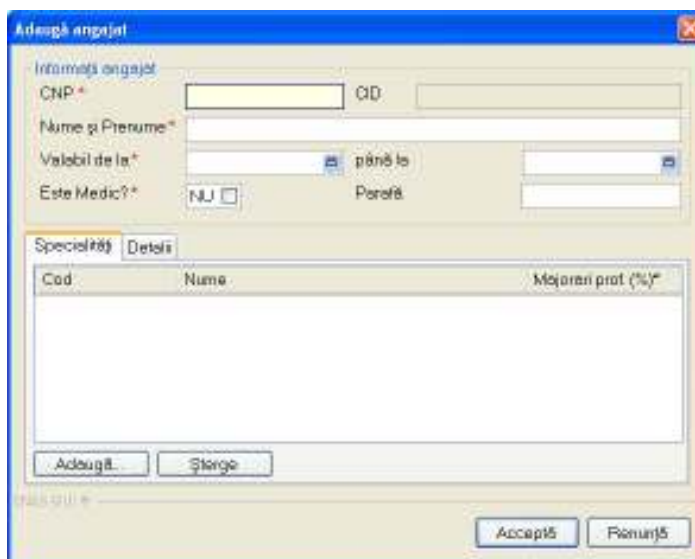 Adaugă angajat
Informații angajat
CNP * CID
Nume și Prenume*
Valabil de la* până la
Este Medic?* NU Parafă
Specialități Detalii
Cod Nume Majorari prof (%)*
Adaugă... Șterge
Acceptă Renunță